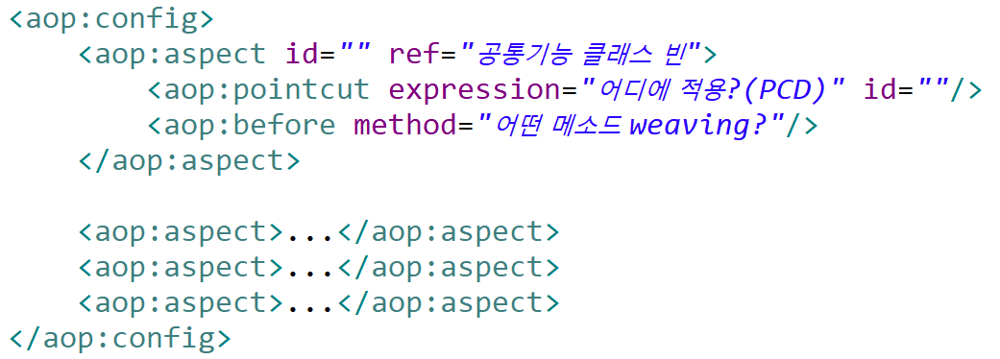 <aop:config>
<aop:aspect id="" ref="공통기능 클래스 빈">
<aop:pointcut expression="어디에 적용?(PCD)" id=""/>
<aop:before method="어떤 메소드 weaving?"/>
</aop:aspect>
<aop:aspect>...</aop:aspect>
<aop:aspect>...</aop:aspect>
<aop:aspect>...</aop:aspect>
</aop:config>